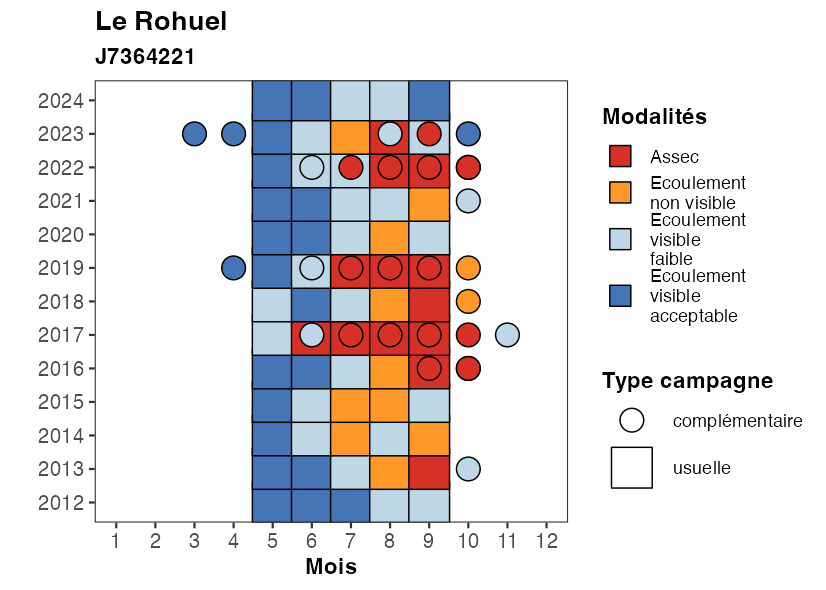 Le Rohuel
J7364221
2024
2023
2022
2021
2020
2019
2018
2017
2016
2015
2014
2013
2012
1 2 3 4 5 6 7 8 9 10 11 12
Mois
Modalités
Assec
Ecoulement
non visible
Ecoulement
visible
faible
Ecoulement
visible
acceptable
Type campagne
complémentaire
usuelle